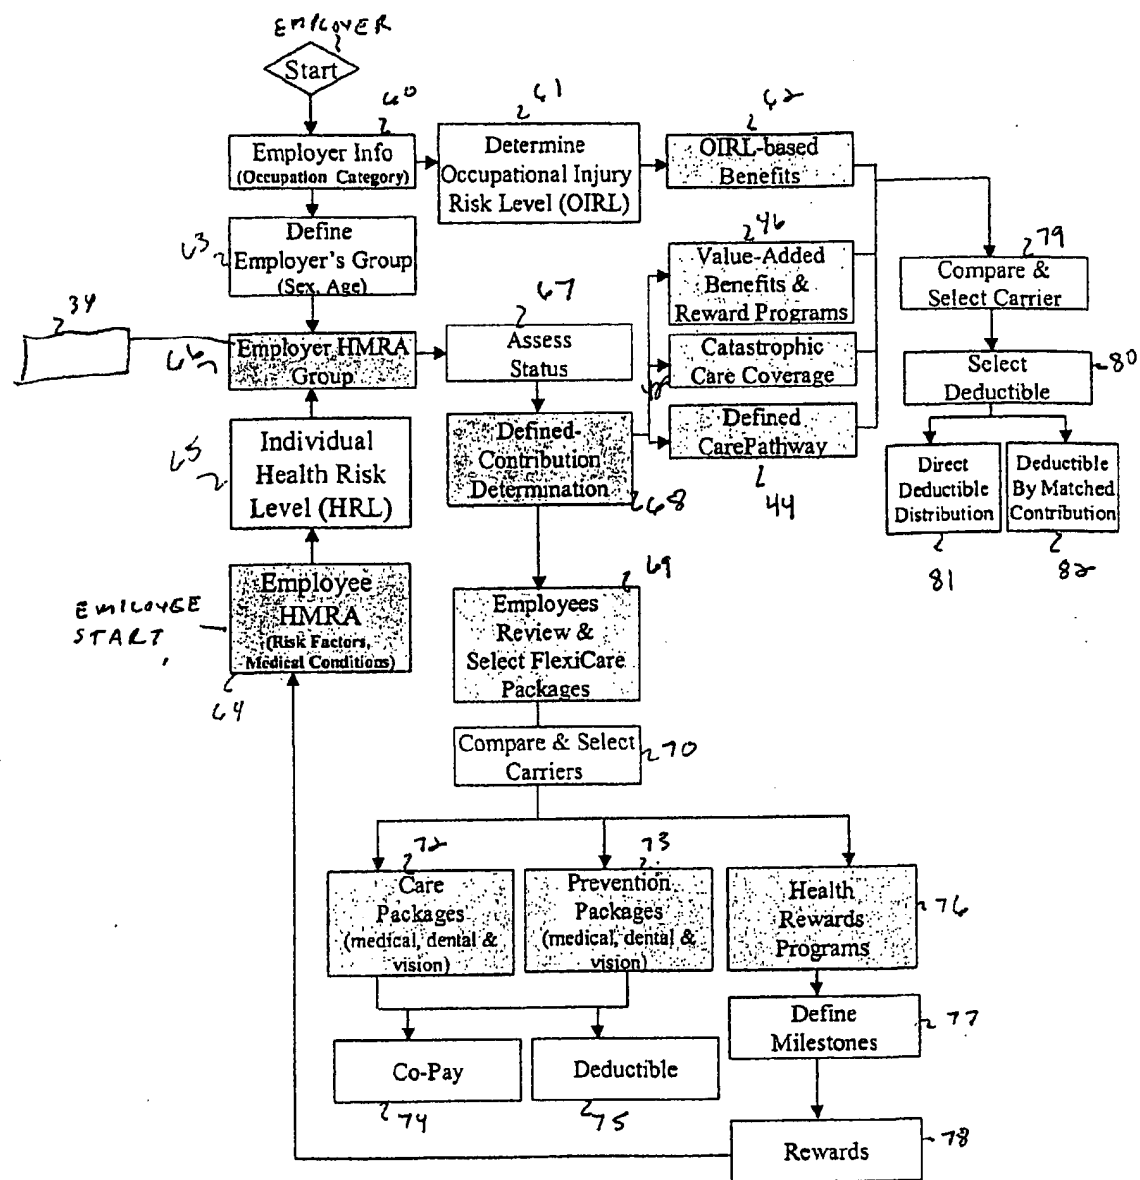 EMPLOYER
Start
60
61
62
Employer Info
(Occupation Category)
Determine
Occupational Injury
Risk Level (OIRL)
OIRL-based
Benefits
63
Define
Employer's Group
(Sex, Age)
46
Value-Added
Benefits &
Reward Programs
79
Compare &
Select Carrier
34
66
Employer HMRA
Group
67
Assess
Status
48
Catastrophic
Care Coverage
Select
Deductible
80
65
Individual
Health Risk
Level (HRL)
Defined-
Contribution
Determination
68
Defined
CarePathway
44
Direct
Deductible
Distribution
81
Deductible
By Matched
Contribution
82
EMPLOYEE
START
Employee
HMRA
(Risk Factors,
Medical Conditions)
64
69
Employees
Review &
Select FlexiCare
Packages
Compare & Select
Carriers
70
72
Care
Packages
(medical, dental &
vision)
73
Prevention
Packages
(medical, dental &
vision)
Health
Rewards
Programs
76
Define
Milestones
77
Co-Pay
74
Deductible
75
Rewards
78